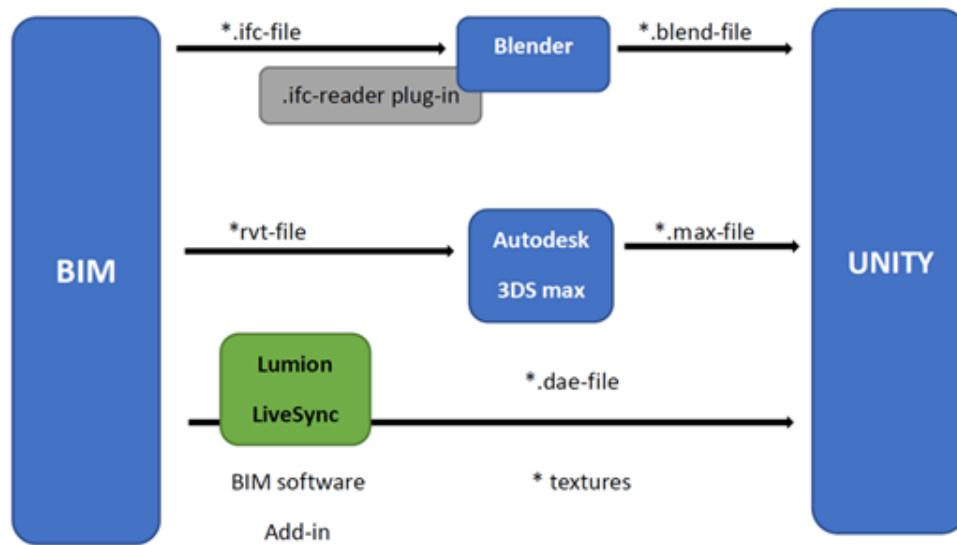 *.ifc-file
Blender
*.blend-file
.ifc-reader plug-in
BIM
*rvt-file
Autodesk
3DS max
*.max-file
UNITY
Lumion
LiveSync
*.dae-file
BIM software
Add-in
* textures